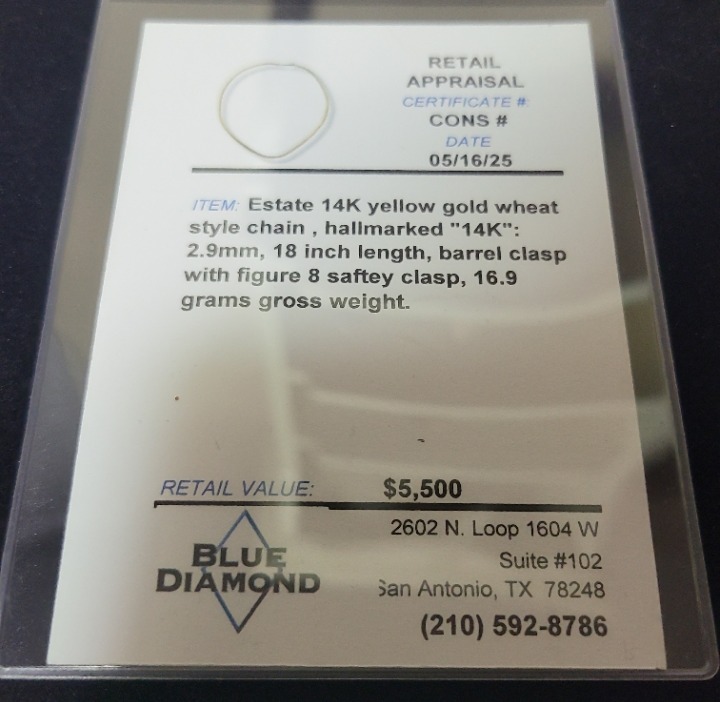 RETAIL
APPRAISAL
CERTIFICATE #:
CONS #
DATE
05/16/25
ITEM: Estate 14K yellow gold wheat
style chain , hallmarked "14K":
2.9mm, 18 inch length, barrel clasp
with figure 8 saftey clasp, 16.9
grams gross weight.
RETAIL VALUE: $5,500
BLUE
DIAMOND
2602 N. Loop 1604 W
Suite #102
San Antonio, TX 78248
(210) 592-8786